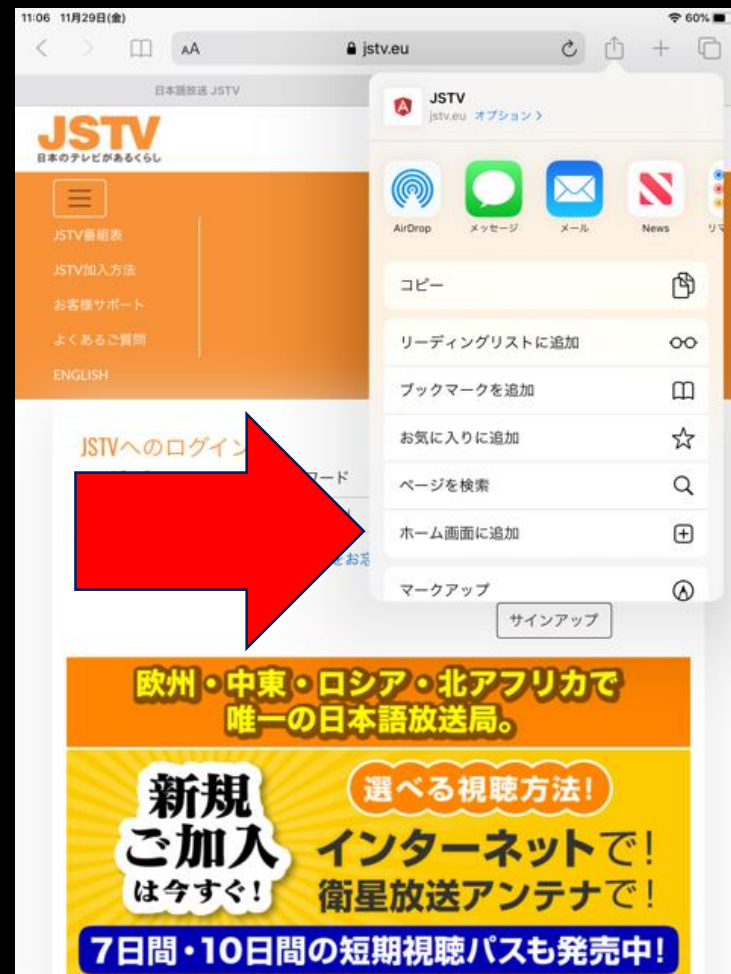 11:06 11月29日(金)
60%
AA
jstv.eu
日本語放送 JSTV
JSTV
jstv.eu オプション >
JSTV
日本のテレビがあるくらし
AirDrop
メッセージ
メール
News
リマ
JSTV番組表
JSTV加入方法
お客様サポート
よくあるご質問
ENGLISH
コピー
リーディングリストに追加
ブックマークを追加
お気に入りに追加
ページを検索
ホーム画面に追加
マークアップ
JSTVへのログイン
ワード
をお忘
サインアップ
欧州・中東・ロシア・北アフリカで
唯一の日本語放送局。
新規
ご加入
は今すぐ!
選べる視聴方法!
インターネットで!
衛星放送アンテナで!
7日間・10日間の短期視聴パスも発売中!